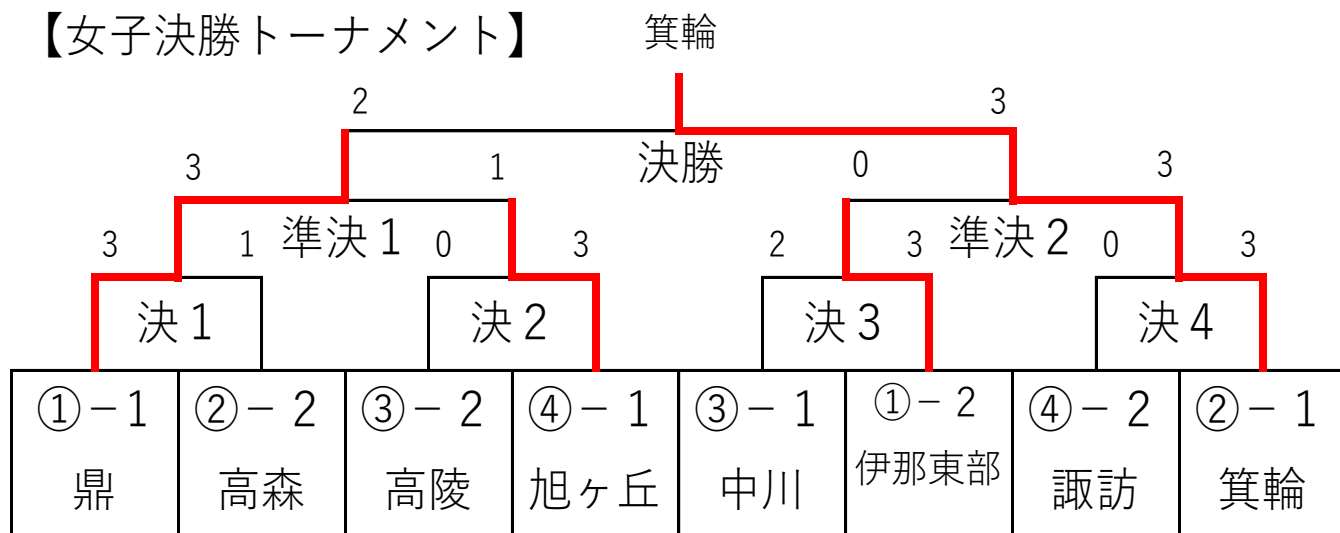 【女子決勝トーナメント】 箕輪
2 3
3 1 決勝 0 3
3 1 準決1 0 3 2 3 準決2 0 3
決1 決2 決3 決4
①−1 ②−2 ③−2 ④−1 ③−1 ①−2 ④−2 ②−1
鼎 高森 高陵 旭ヶ丘 中川 伊那東部 諏訪 箕輪